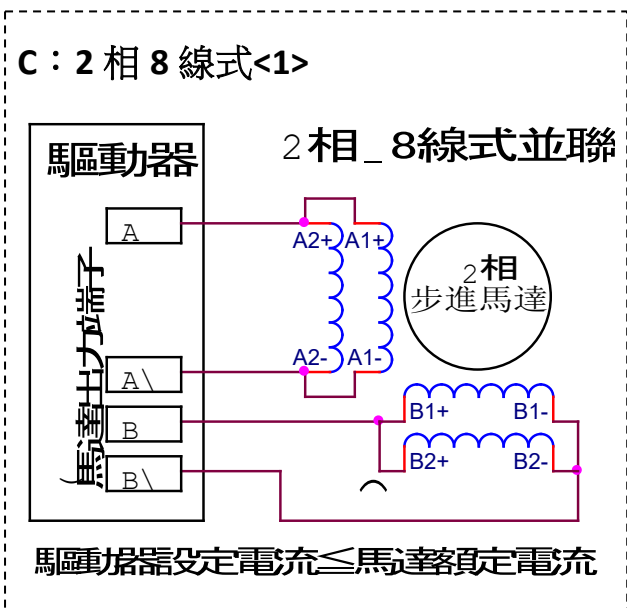 C：2 相 8 線式<1>
驅動器
2相_8線式並聯
馬達出力端子
A
A\
B
B\
A2+
A1+
A2-
A1-
2相
步進馬達
B1+
B1-
B2+
B2-
驅動器設定電流≦馬達額定電流